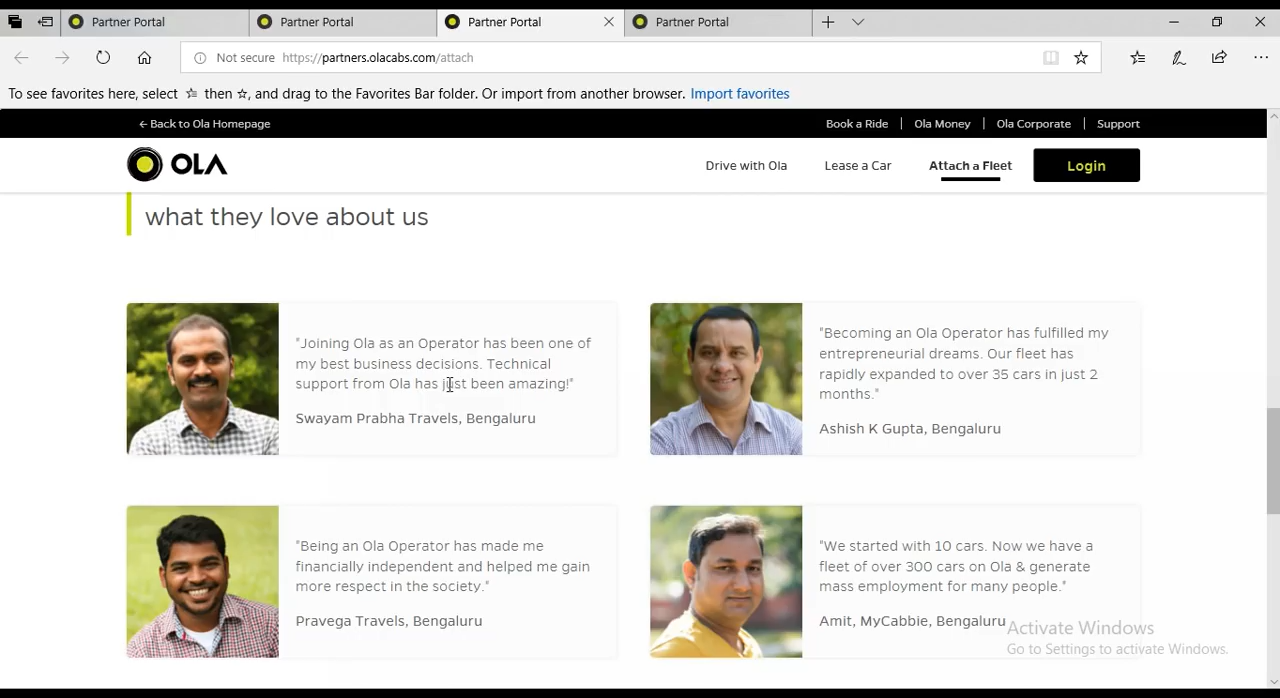 Partner Portal
Partner Portal
Partner Portal
Partner Portal
Not secure https://partners.olacabs.com/attach
To see favorites here, select then , and drag to the Favorites Bar folder. Or import from another browser. Import favorites
← Back to Ola Homepage
Book a Ride | Ola Money | Ola Corporate | Support
OLA
Drive with Ola
Lease a Car
Attach a Fleet
Login
what they love about us
"Joining Ola as an Operator has been one of
my best business decisions. Technical
support from Ola has just been amazing!"
Swayam Prabha Travels, Bengaluru
"Becoming an Ola Operator has fulfilled my
entrepreneurial dreams. Our fleet has
rapidly expanded to over 35 cars in just 2
months."
Ashish K Gupta, Bengaluru
"Being an Ola Operator has made me
financially independent and helped me gain
more respect in the society."
Pravega Travels, Bengaluru
"We started with 10 cars. Now we have a
fleet of over 300 cars on Ola & generate
mass employment for many people."
Amit, MyCabbie, Bengaluru
Activate Windows
Go to Settings to activate Windows.